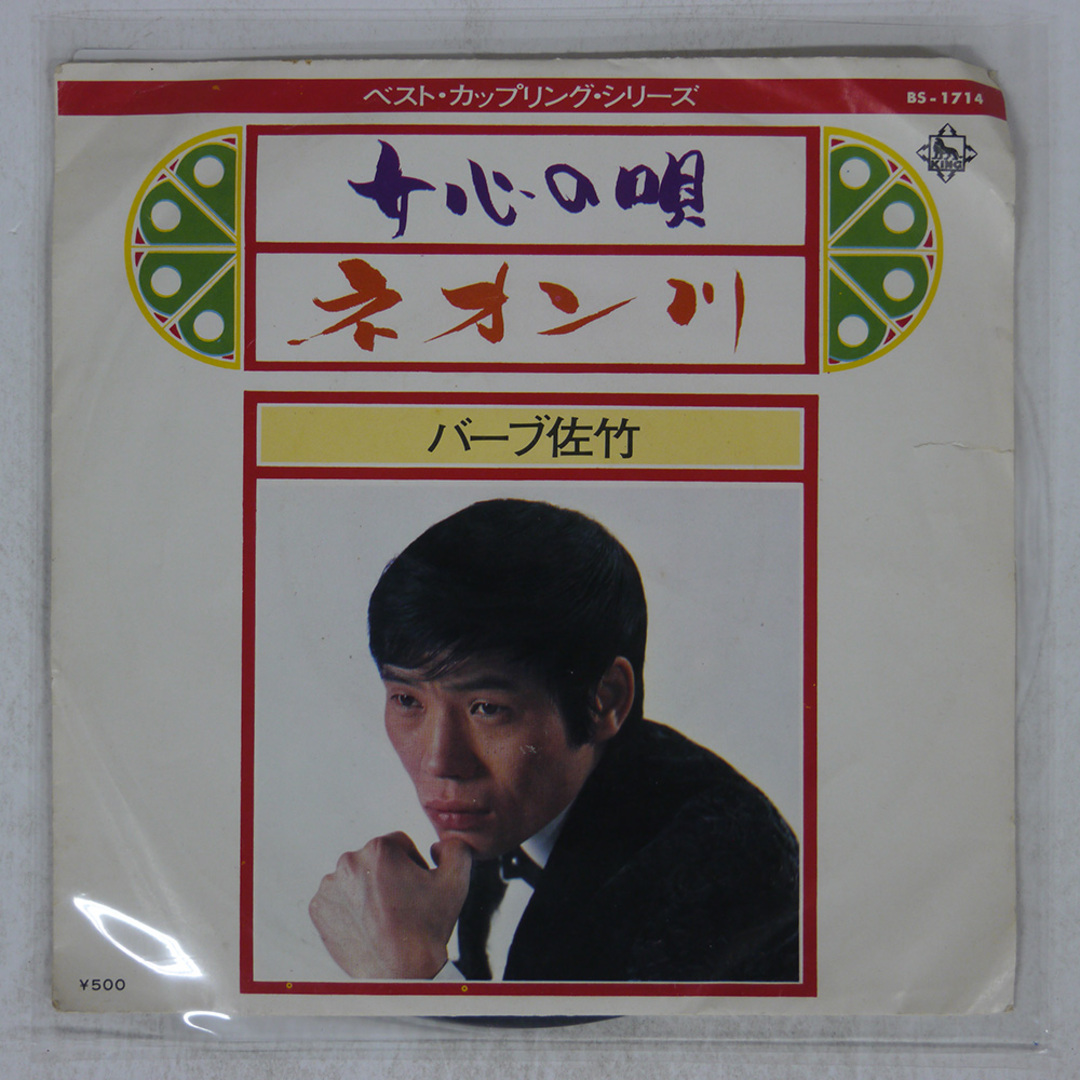 ベスト・カップリング・シリーズ BS-1714
KING
女心の唄
ネオン川
バーブ佐竹
¥500